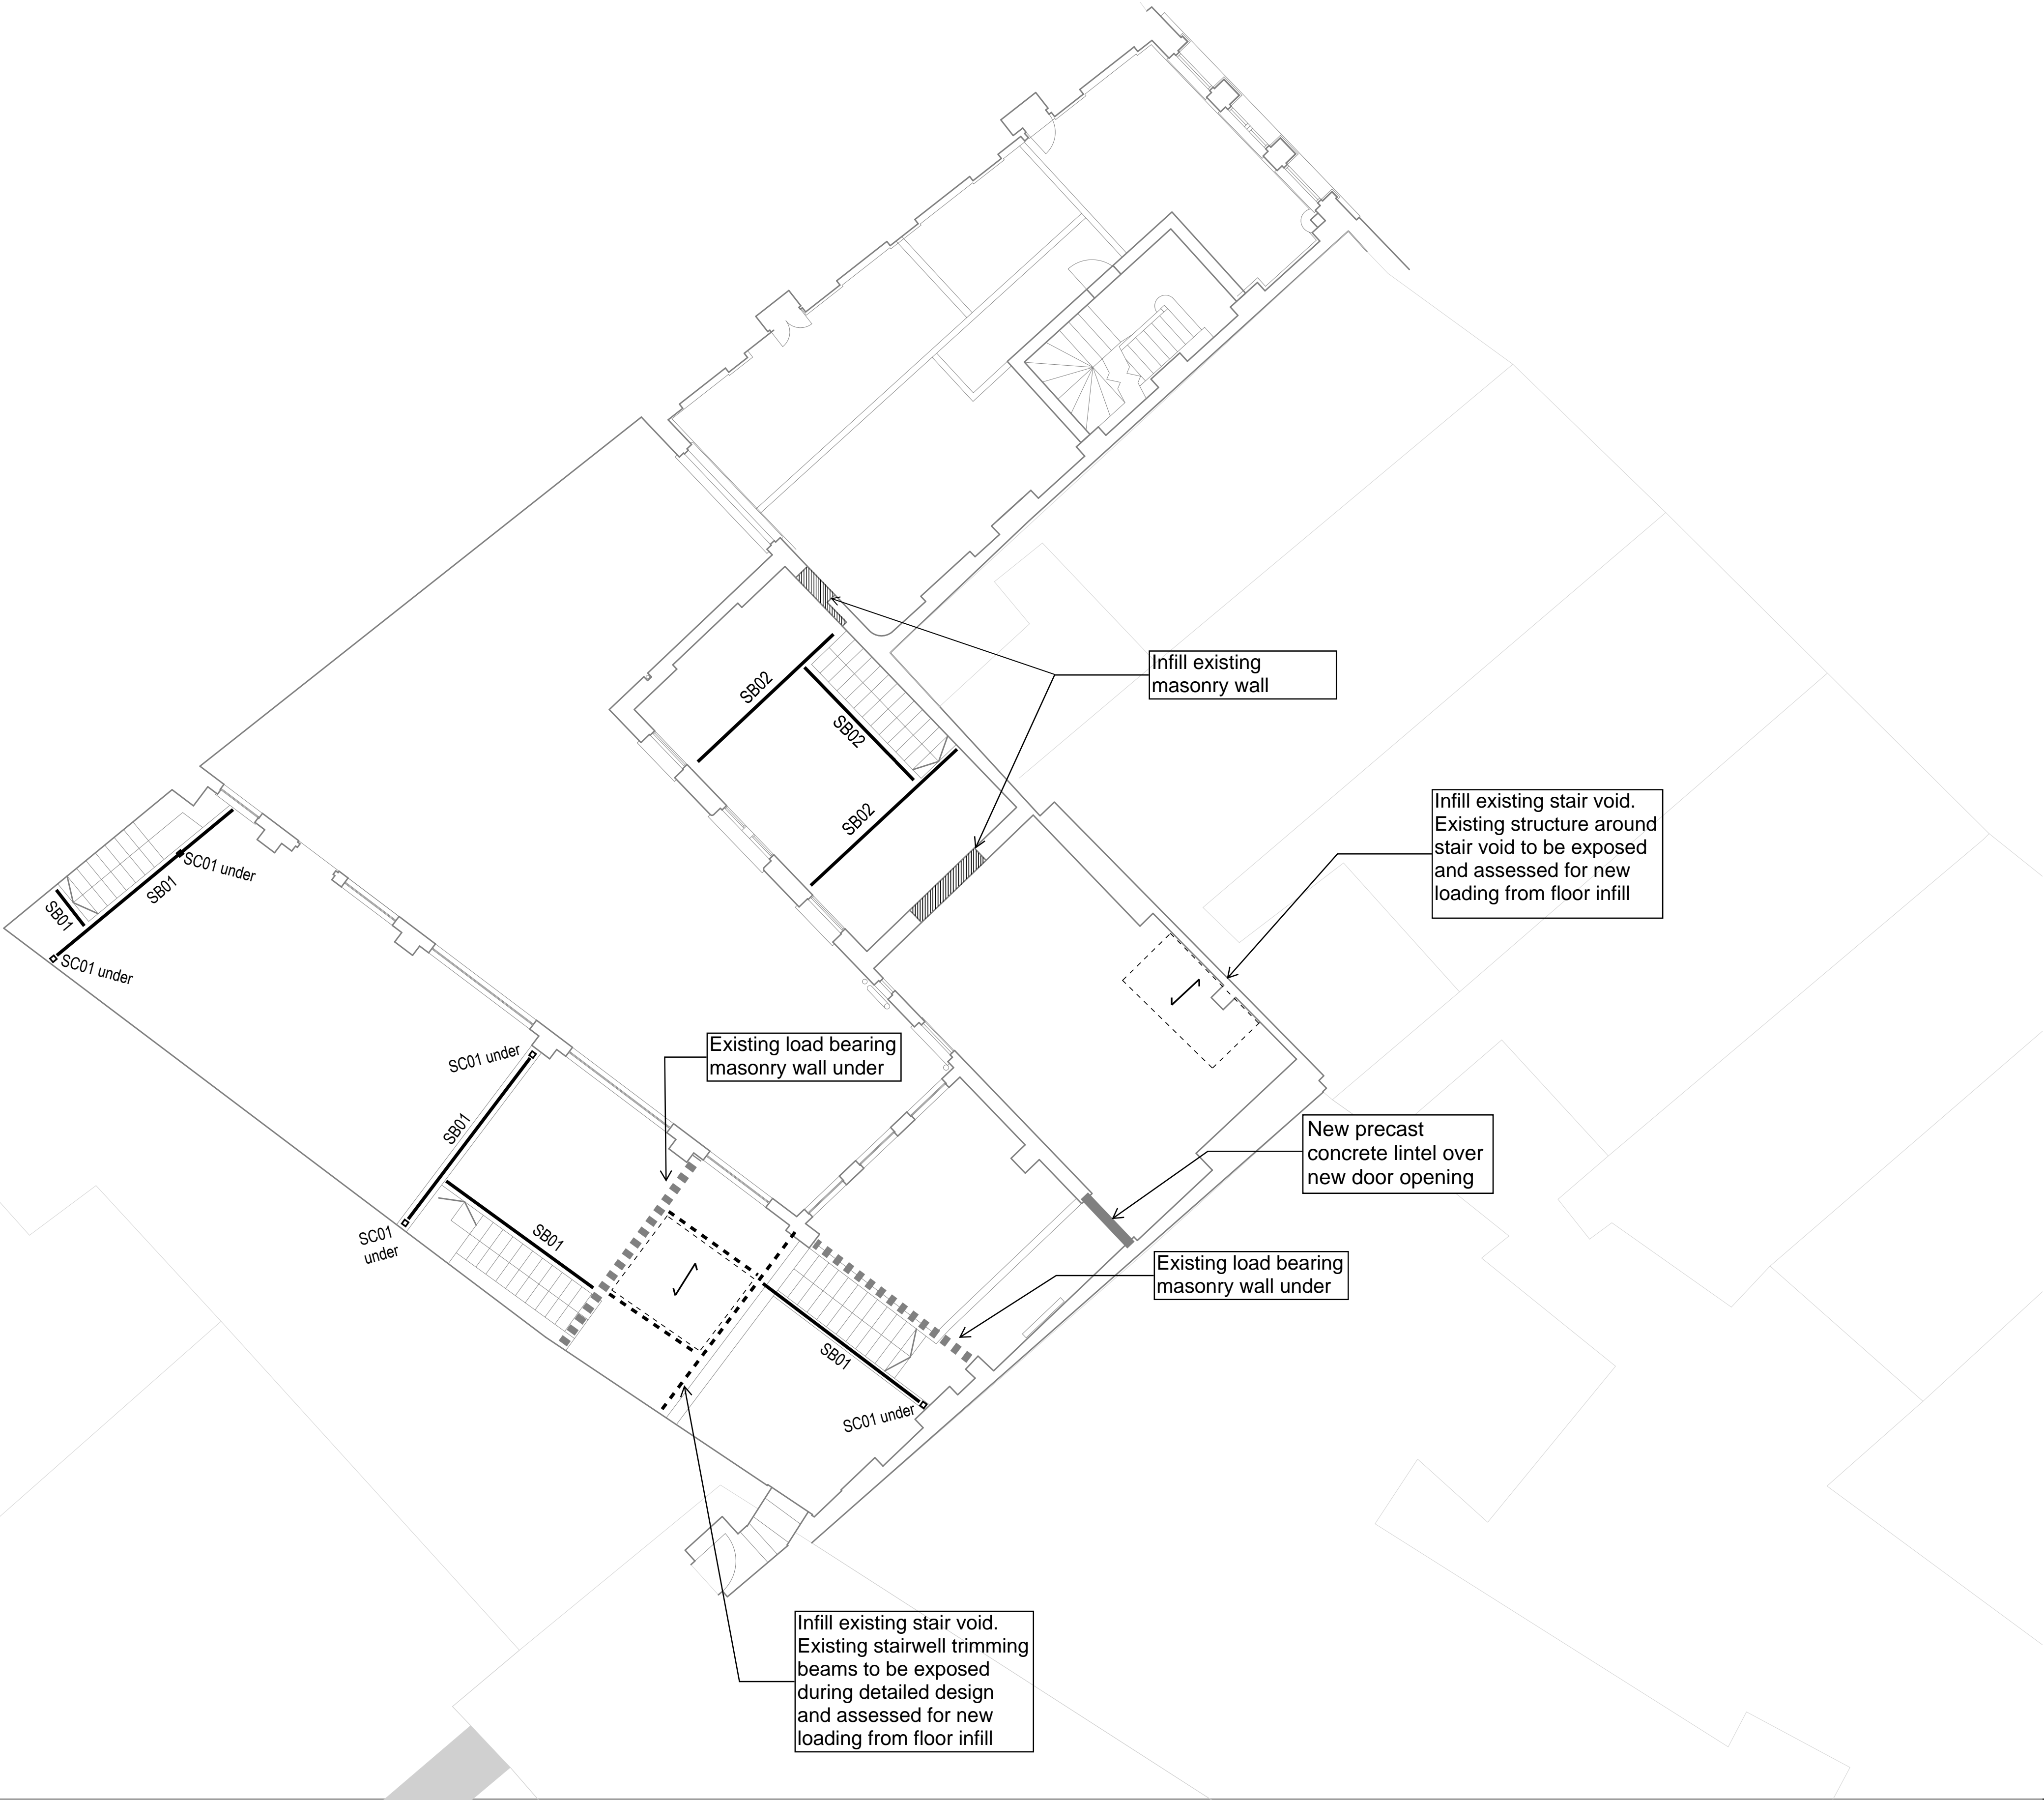 Infill existing
masonry wall
SB02
SB02
SB02
Infill existing stair void.
Existing structure around
stair void to be exposed
and assessed for new
loading from floor infill
SC01 under
SB01
SB01
SC01 under
Existing load bearing
masonry wall under
SC01 under
SB01
SC01
under
SB01
New precast
concrete lintel over
new door opening
Existing load bearing
masonry wall under
SB01
SC01 under
Infill existing stair void.
Existing stairwell trimming
beams to be exposed
during detailed design
and assessed for new
loading from floor infill